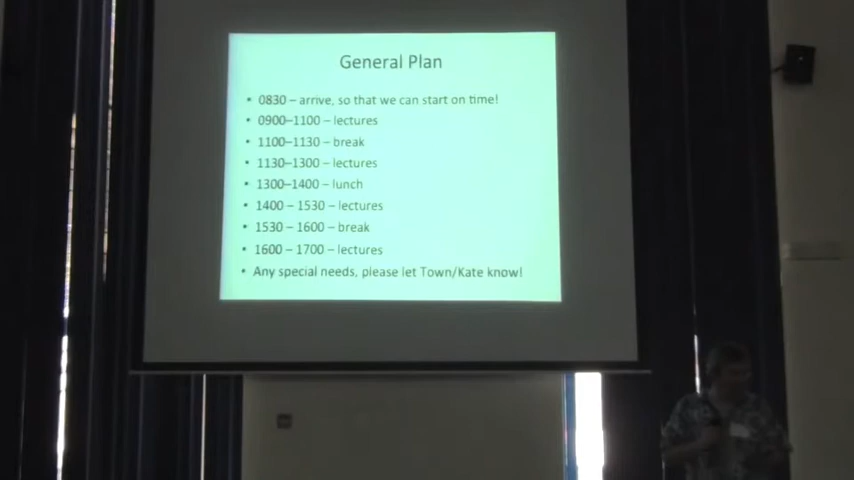 General Plan
• 0830 – arrive, so that we can start on time!
• 0900–1100 – lectures
• 1100–1130 – break
• 1130–1300 – lectures
• 1300–1400 – lunch
• 1400 – 1530 – lectures
• 1530 – 1600 – break
• 1600 – 1700 – lectures
• Any special needs, please let Town/Kate know!